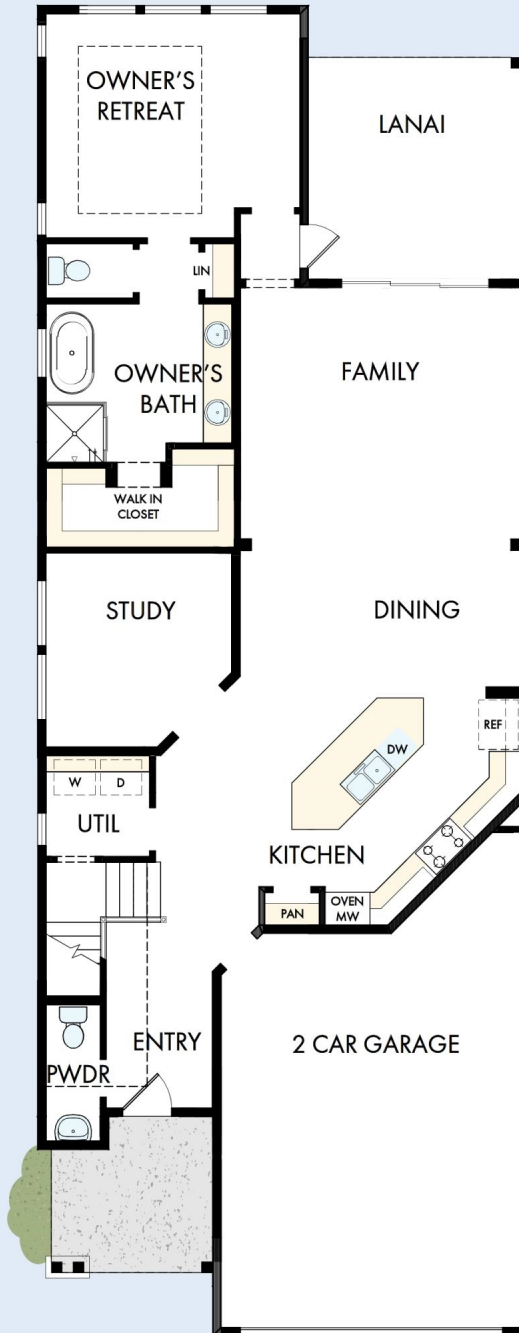 OWNER'S
RETREAT
LANAI
LIN
OWNER'S
BATH
FAMILY
WALK IN
CLOSET
STUDY
DINING
REF
DW
W
D
UTIL
KITCHEN
PAN
OVEN
MW
ENTRY
2 CAR GARAGE
PWDR